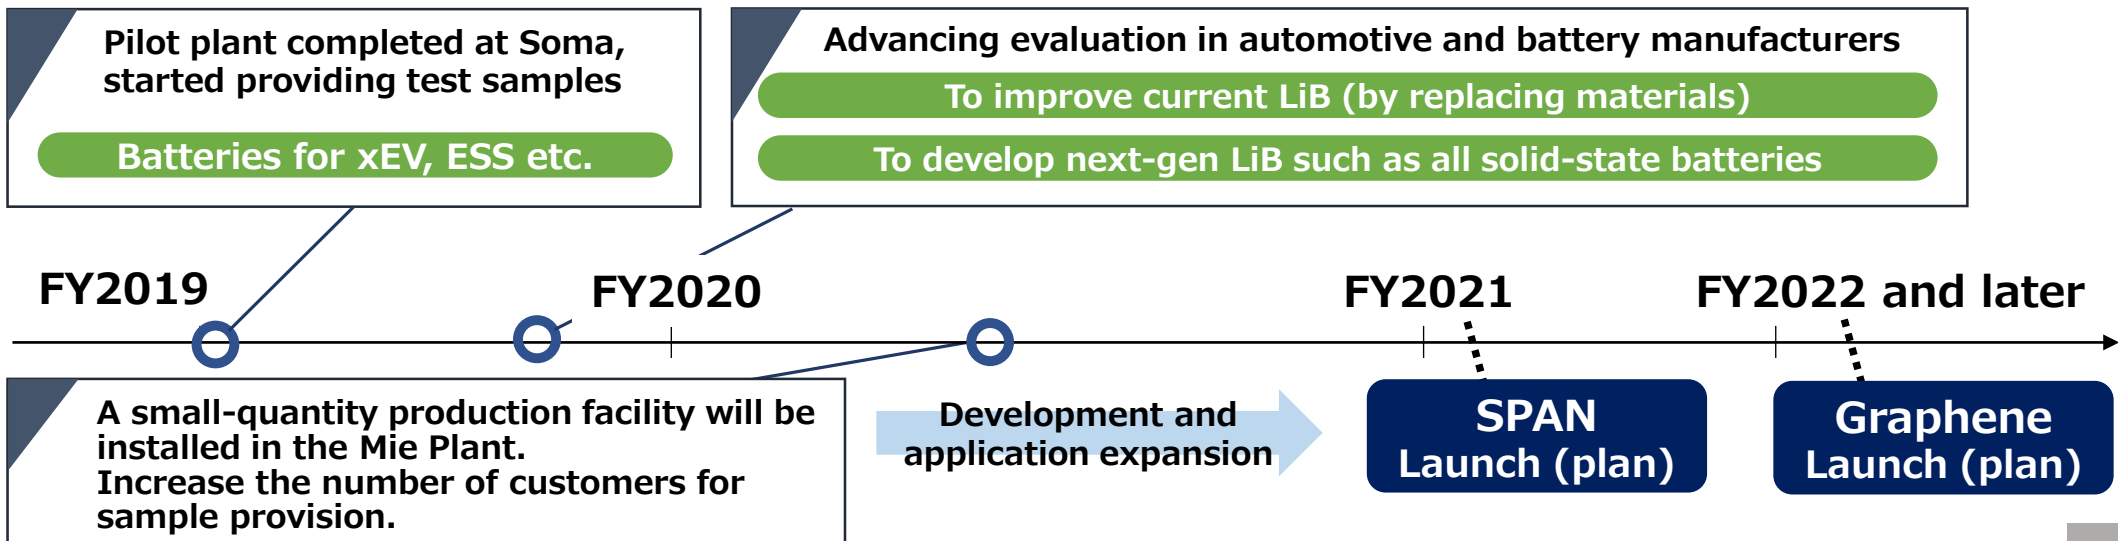 Pilot plant completed at Soma,
started providing test samples
Batteries for xEV, ESS etc.
Advancing evaluation in automotive and battery manufacturers
To improve current LiB (by replacing materials)
To develop next-gen LiB such as all solid-state batteries
FY2019
FY2020
FY2021
FY2022 and later
A small-quantity production facility will be
installed in the Mie Plant.
Increase the number of customers for
sample provision.
Development and
application expansion
SPAN
Launch (plan)
Graphene
Launch (plan)